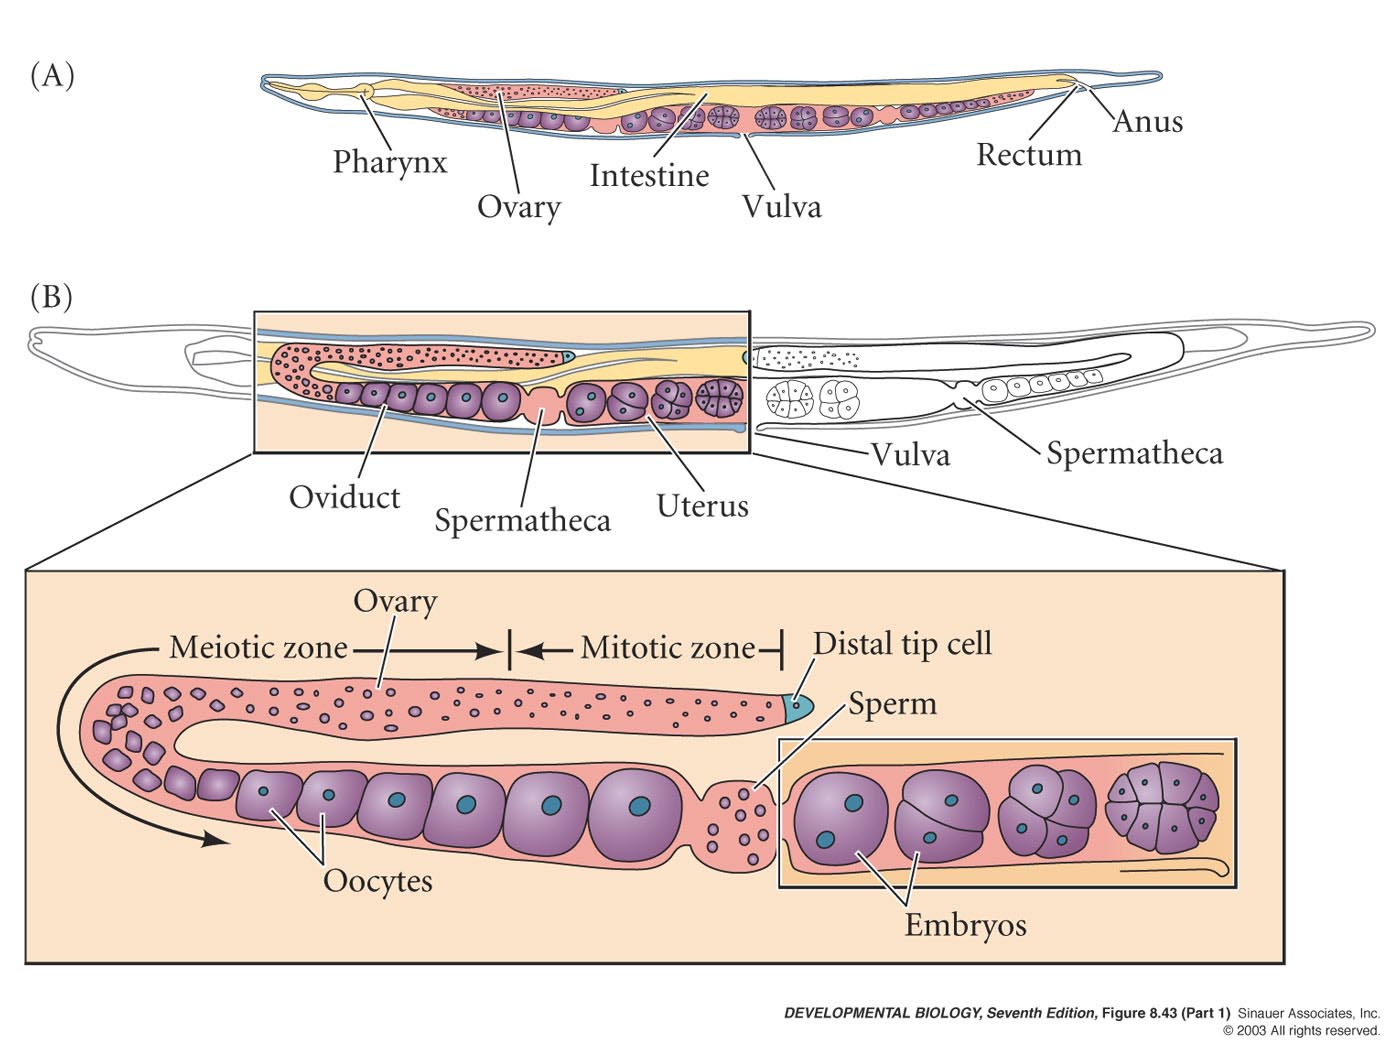 (A)
Pharynx
Ovary
Intestine
Vulva
Rectum
Anus
(B)
Oviduct
Spermatheca
Uterus
Vulva
Spermatheca
Ovary
Meiotic zone
Mitotic zone
Distal tip cell
Sperm
Oocytes
Embryos
DEVELOPMENTAL BIOLOGY, Seventh Edition, Figure 8.43 (Part 1) Sinauer Associates, Inc.
© 2003 All rights reserved.